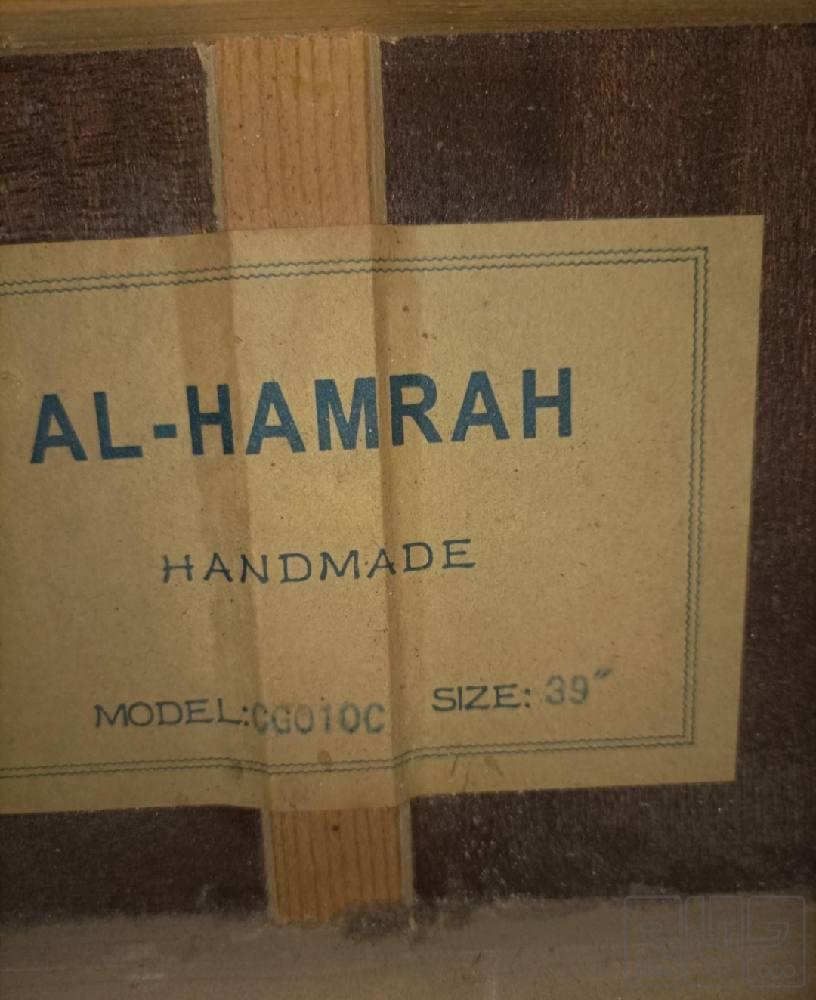 AL-HAMRAH
HANDMADE
MODEL:CG010C SIZE: 39"